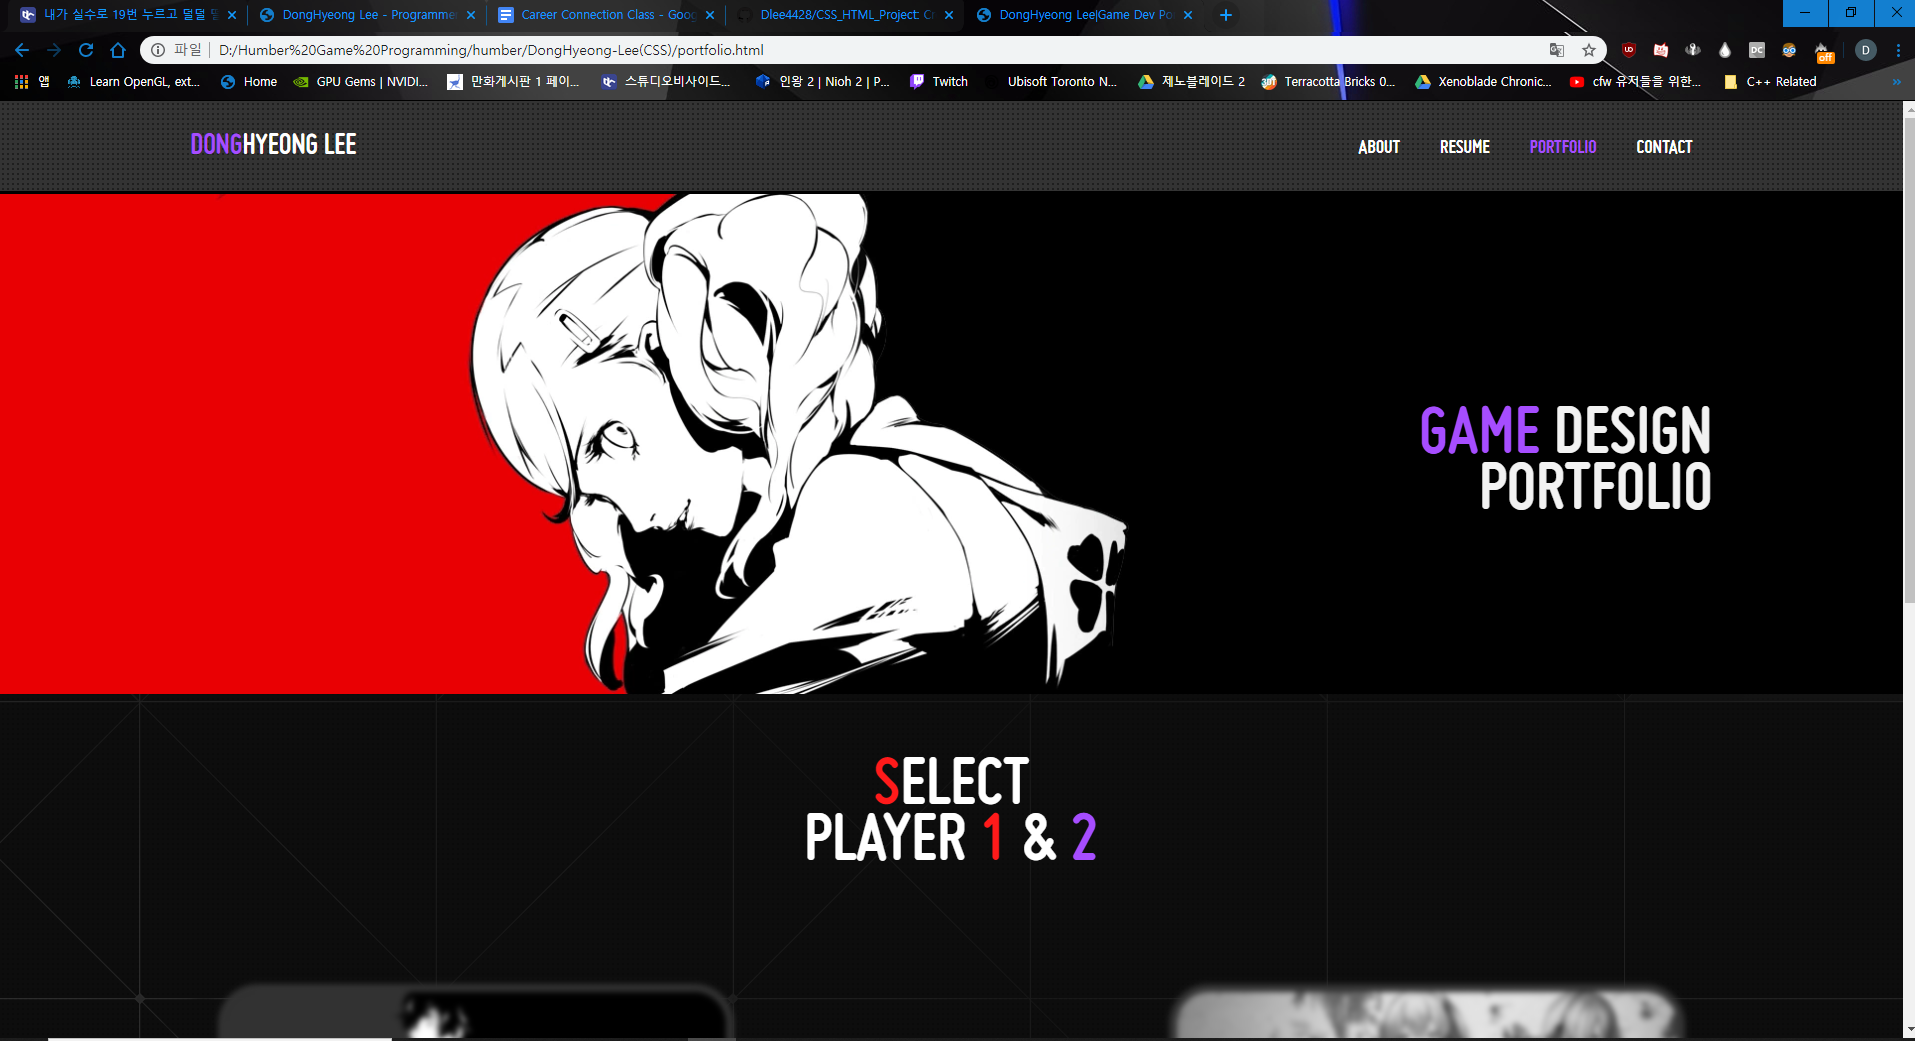 내가 실수로 19번 누르고 덜덜
DongHyeong Lee - Programme
Career Connection Class - Goog
Dlee4428/CSS_HTML_Project: Cr
DongHyeong Lee|Game Dev Po
파일 | D:/Humber%20Game%20Programming/humber/DongHyeong-Lee(CSS)/portfolio.html
UD
DC
off
D
앱
Learn OpenGL, ext...
Home
GPU Gems | NVIDI...
만화게시판 1 페이...
스튜디오비사이드...
인왕 2 | Nioh 2 | P...
Twitch
Ubisoft Toronto N...
제노블레이드 2
Terracotta Bricks 0...
Xenoblade Chronic...
cfw 유저들을 위한...
C++ Related
DONGHYEONG LEE
ABOUT
RESUME
PORTFOLIO
CONTACT
GAME DESIGN
PORTFOLIO
SELECT
PLAYER 1 & 2